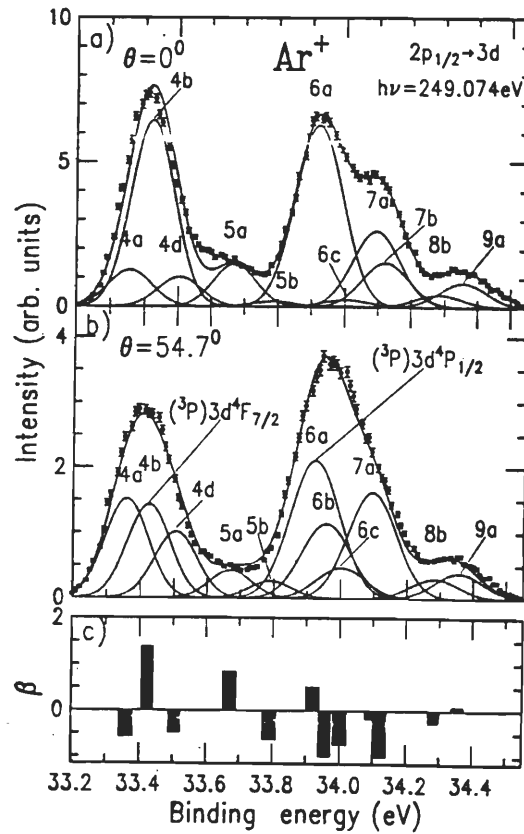 10
a)
θ=0⁰
Ar⁺
2p₁/₂→3d
hν=249.074eV
4b
6a
7a
7b
8b
9a
5
4a
4d
5a
5b
6c
0
b)
θ=54.7⁰
4
(³P)3d⁴F₇/₂
(³P)3d⁴P₁/₂
4a
4b
4d
6a
7a
6b
6c
2
5a
5b
8b
9a
0
Intensity (arb. units)
c)
2
β
0
33.2 33.4 33.6 33.8 34.0 34.2 34.4
Binding energy (eV)